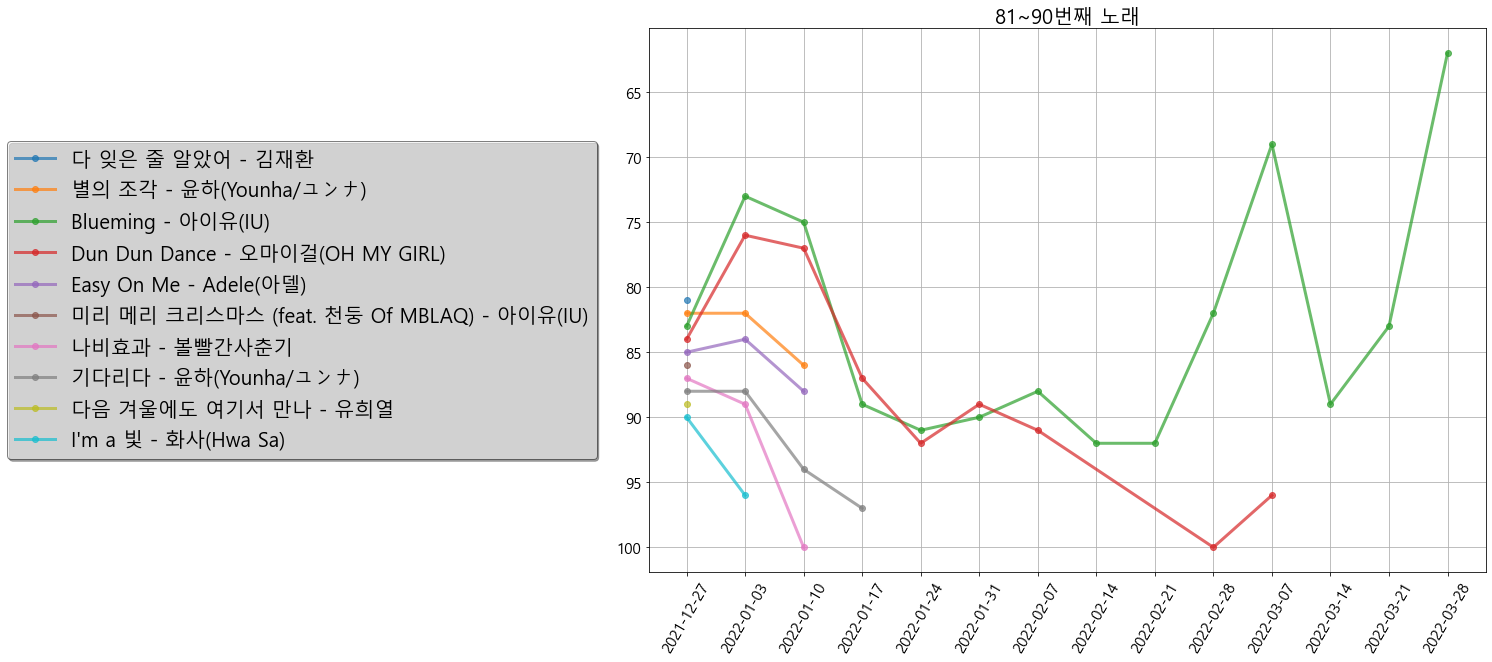 81~90번째 노래
다 잊은 줄 알았어 - 김재환
별의 조각 - 윤하(Younha/ユンナ)
Blueming - 아이유(IU)
Dun Dun Dance - 오마이걸(OH MY GIRL)
Easy On Me - Adele(아델)
미리 메리 크리스마스 (feat. 천둥 Of MBLAQ) - 아이유(IU)
나비효과 - 볼빨간사춘기
기다리다 - 윤하(Younha/ユンナ)
다음 겨울에도 여기서 만나 - 유희열
I'm a 빛 - 화사(Hwa Sa)
65
70
75
80
85
90
95
100
2021-12-27
2022-01-03
2022-01-10
2022-01-17
2022-01-24
2022-01-31
2022-02-07
2022-02-14
2022-02-21
2022-02-28
2022-03-07
2022-03-14
2022-03-21
2022-03-28